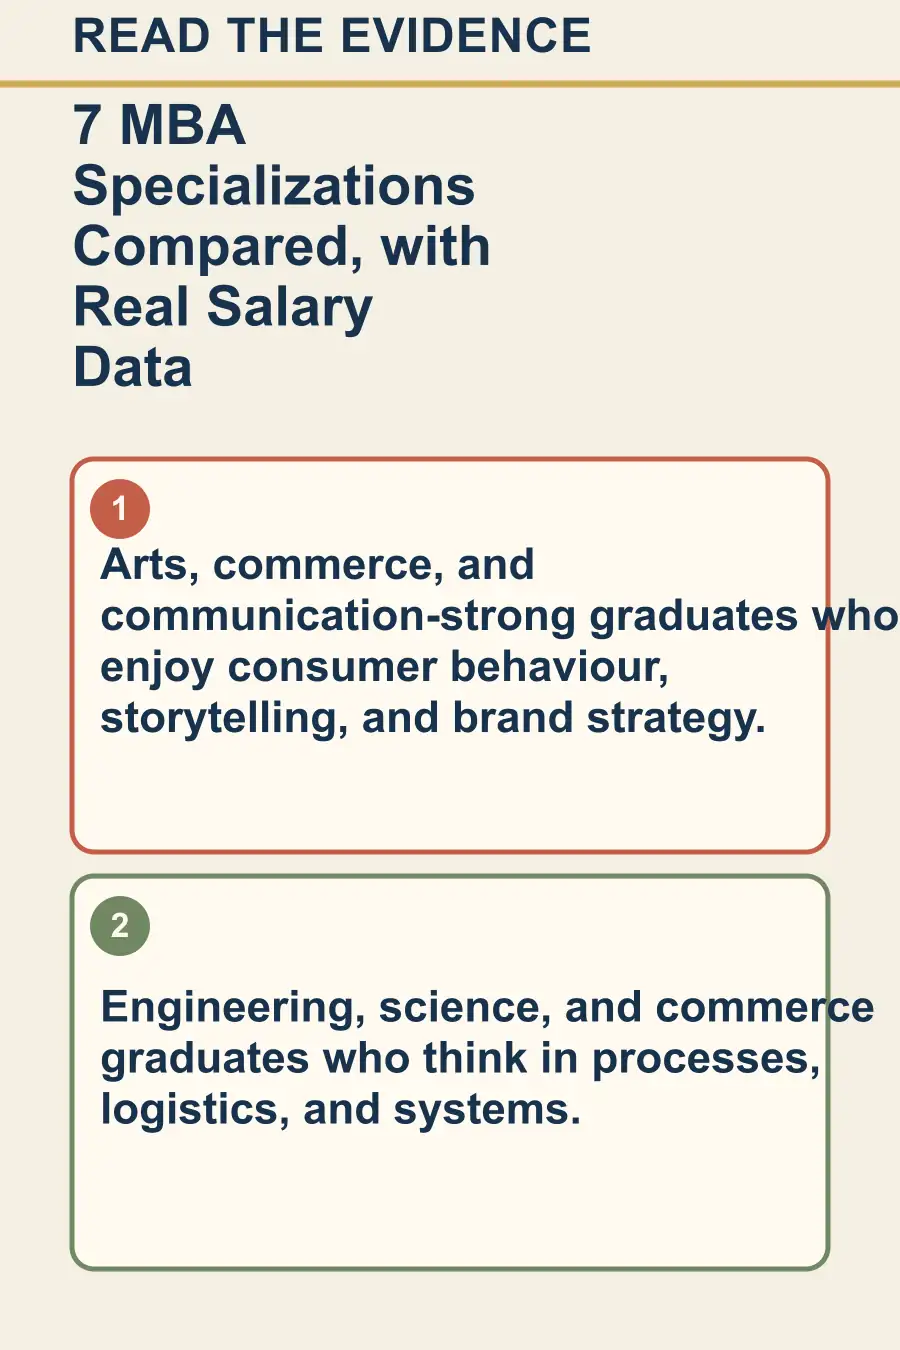 READ THE EVIDENCE
7 MBA
Specializations
Compared, with
Real Salary
Data
1
Arts, commerce, and
communication-strong graduates who
enjoy consumer behaviour,
storytelling, and brand strategy.
2
Engineering, science, and commerce
graduates who think in processes,
logistics, and systems.